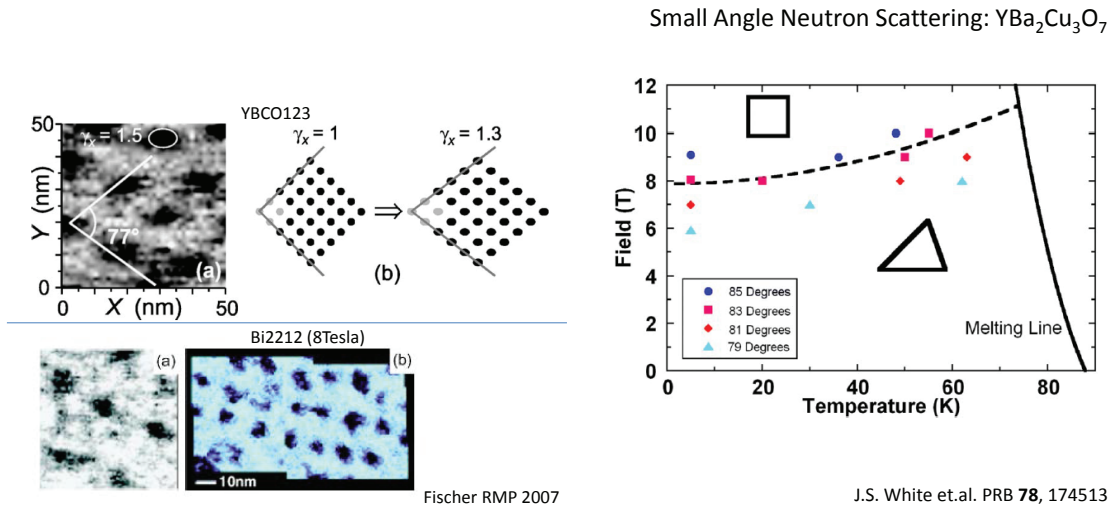 Small Angle Neutron Scattering: YBa₂Cu₃O₇
YBCO123
50
γₓ = 1.5
77°
(a)
Y (nm)
0
0
X (nm)
50
γₓ = 1
γₓ = 1.3
⇒
(b)
Bi2212 (8Tesla)
(a)
(b)
10nm
Fischer RMP 2007
12
10
8
6
4
2
0
Field (T)
85 Degrees
83 Degrees
81 Degrees
79 Degrees
Melting Line
0
20
40
60
80
Temperature (K)
J.S. White et.al. PRB 78, 174513